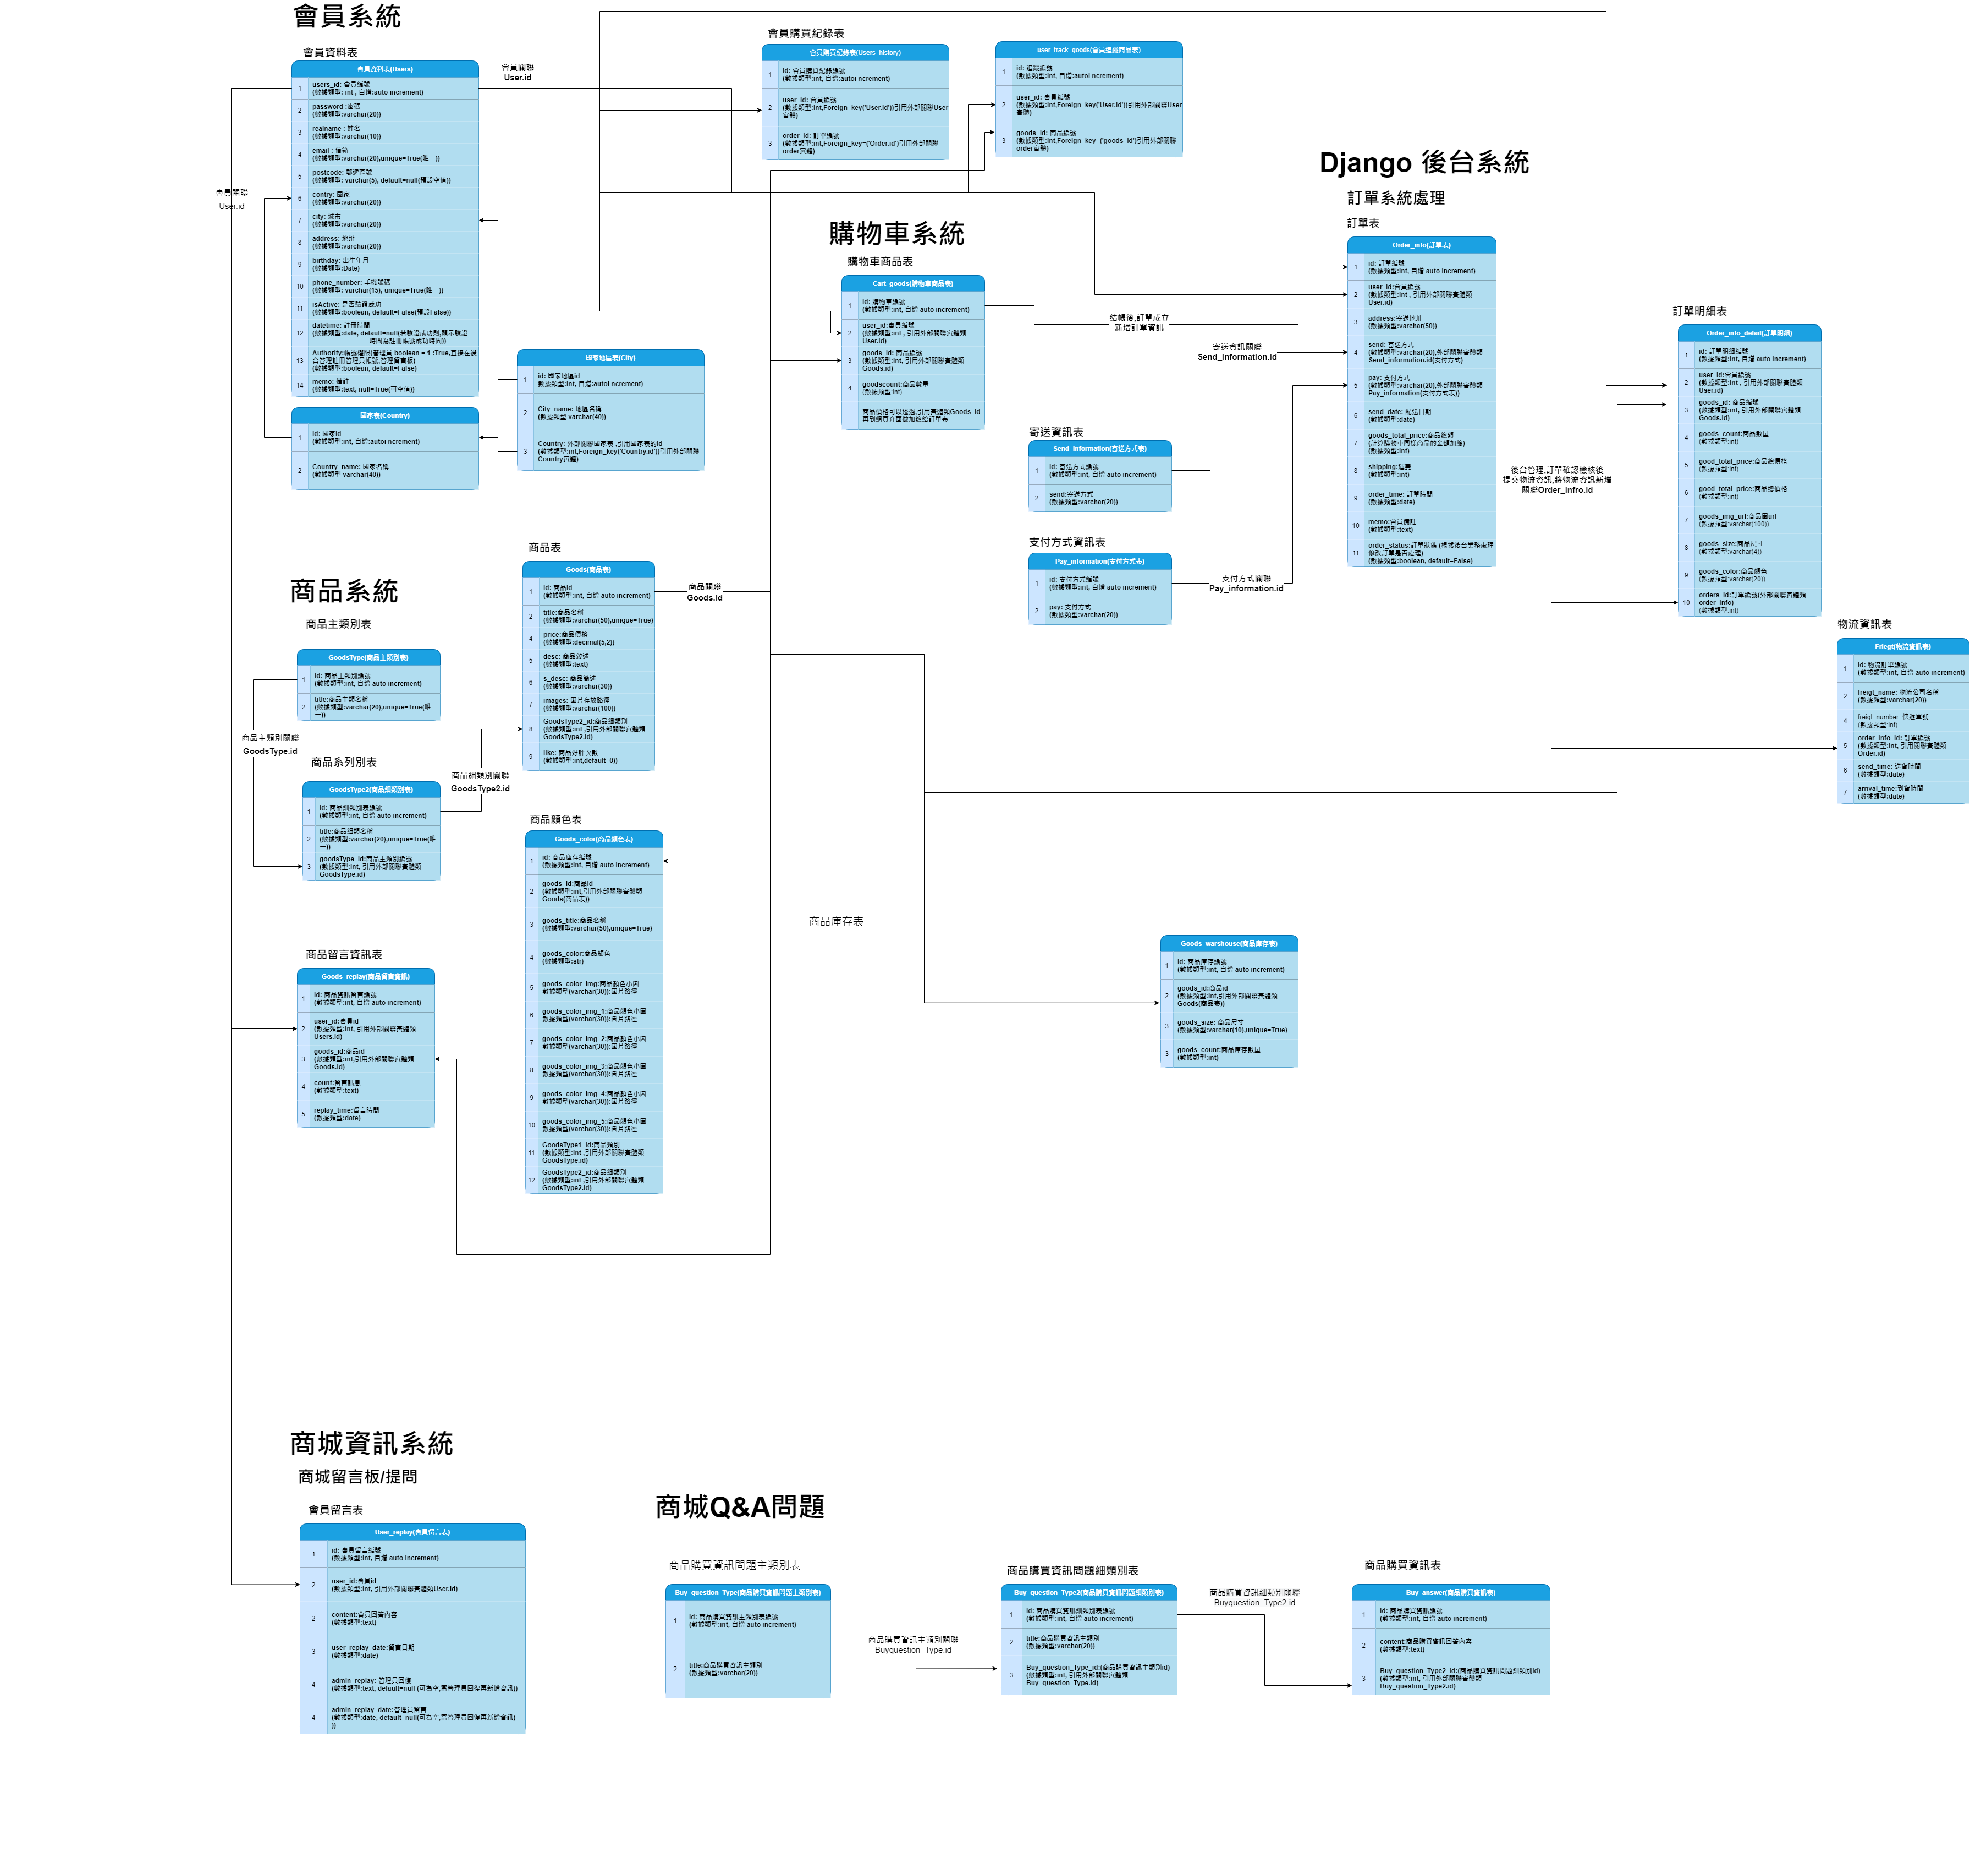 會員系統
會員資料表
會員資料表(Users)
1
users_id: 會員編號
(數據類型: int , 自增:auto increment)
2
password :密碼
(數據類型:varchar(20))
3
realname : 姓名
(數據類型:varchar(10))
4
email : 信箱
(數據類型:varchar(20),unique=True(唯一))
5
postcode: 郵遞區號
(數據類型: varchar(5), default=null(預設空值))
6
contry: 國家
(數據類型:varchar(20))
7
city: 城市
(數據類型:varchar(20))
8
address: 地址
(數據類型:varchar(20))
9
birthday: 出生年月
(數據類型:Date)
10
phone_number: 手機號碼
(數據類型: varchar(15), unique=True(唯一))
11
isActive: 是否驗證成功
(數據類型:boolean, default=False(預設False))
12
datetime: 註冊時間
(數據類型:date, default=null(若驗證成功則,顯示驗證
時間為註冊帳號成功時間))
13
Authority:帳號權限(管理員 boolean = 1 :True,直接在後
台管理註冊管理員帳號,管理留言板)
(數據類型:boolean, default=False)
14
memo: 備註
(數據類型:text, null=True(可空值))
國家表(Country)
1
id: 國家id
(數據類型:int, 自增:autoi ncrement)
2
Country_name: 國家名稱
(數據類型 varchar(40))
國家地區表(City)
1
id: 國家地區id
數據類型:int, 自增:autoi ncrement)
2
City_name: 地區名稱
(數據類型 varchar(40))
3
Country: 外部關聯國家表 ,引用國家表的id
(數據類型:int,Foreign_key('Country.id'))引用外部關聯
Country實體)
會員關聯
User.id
會員關聯
User.id
會員購買紀錄表
會員購買紀錄表(Users_history)
1
id: 會員購買紀錄編號
(數據類型:int, 自增:autoi ncrement)
2
user_id: 會員編號
(數據類型:int,Foreign_key('User.id'))引用外部關聯User
實體)
3
order_id: 訂單編號
(數據類型:int,Foreign_key=('Order.id')引用外部關聯
order實體)
user_track_goods(會員追蹤商品表)
1
id: 追蹤編號
(數據類型:int, 自增:autoi ncrement)
2
user_id: 會員編號
(數據類型:int,Foreign_key('User.id'))引用外部關聯User
實體)
3
goods_id: 商品編號
(數據類型:int,Foreign_key=('goods_id')引用外部關聯
order實體)
購物車系統
購物車商品表
Cart_goods(購物車商品表)
1
id: 購物車編號
(數據類型:int, 自增 auto increment)
2
user_id:會員編號
(數據類型:int , 引用外部關聯實體類
User.id)
3
goods_id: 商品編號
(數據類型:int, 引用外部關聯實體類
Goods.id)
4
goodscount:商品數量
(數據類型:int)
商品價格可以透過,引用實體類Goods_id
再到網頁介面做加總給訂單表
結帳後,訂單成立
新增訂單資訊
寄送資訊表
Send_information(寄送方式表)
1
id: 寄送方式編號
(數據類型:int, 自增 auto increment)
2
send:寄送方式
(數據類型:varchar(20))
寄送資訊關聯
Send_information.id
支付方式資訊表
Pay_information(支付方式表)
1
id: 支付方式編號
(數據類型:int, 自增 auto increment)
2
pay: 支付方式
(數據類型:varchar(20))
支付方式關聯
Pay_information.id
Django 後台系統
訂單系統處理
訂單表
Order_info(訂單表)
1
id: 訂單編號
(數據類型:int, 自增 auto increment)
2
user_id:會員編號
(數據類型:int , 引用外部關聯實體類
User.id)
3
address:寄送地址
(數據類型:varchar(50))
4
send: 寄送方式
(數據類型:varchar(20),外部關聯實體類
Send_information.id(支付方式)
5
pay: 支付方式
(數據類型:varchar(20),外部關聯實體類
Pay_information(支付方式表))
6
send_date: 配送日期
(數據類型:date)
7
goods_total_price:商品總額
(計算購物車同樣商品的金額加總)
(數據類型:int)
8
shipping:運費
(數據類型:int)
9
order_time: 訂單時間
(數據類型:date)
10
memo:會員備註
(數據類型:text)
11
order_status:訂單狀態 (根據後台業務處理
修改訂單是否處理)
(數據類型:boolean, default=False)
後台管理,訂單確認檢核後
提交物流資訊,將物流資訊新增
關聯Order_infro.id
訂單明細表
Order_info_detail(訂單明細)
1
id: 訂單明細編號
(數據類型:int, 自增 auto increment)
2
user_id:會員編號
(數據類型:int , 引用外部關聯實體類
User.id)
3
goods_id: 商品編號
(數據類型:int, 引用外部關聯實體類
Goods.id)
4
goods_count:商品數量
(數據類型:int)
5
good_total_price:商品總價格
(數據類型:int)
6
good_total_price:商品總價格
(數據類型:int)
7
goods_img_url:商品圖url
(數據類型:varchar(100))
8
goods_size:商品尺寸
(數據類型:varchar(4))
9
goods_color:商品顏色
(數據類型:varchar(20))
10
orders_id:訂單編號(外部關聯實體類
order_info)
(數據類型:int)
物流資訊表
Friegt(物流資訊表)
1
id: 物流訂單編號
(數據類型:int, 自增 auto increment)
2
freigt_name: 物流公司名稱
(數據類型:varchar(20))
4
freigt_number: 快遞單號
(數據類型:int)
5
order_info_id: 訂單編號
(數據類型:int, 引用關聯實體類
Order.id)
6
send_time: 送貨時間
(數據類型:date)
7
arrival_time:到貨時間
(數據類型:date)
商品系統
商品主類別表
GoodsType(商品主類別表)
1
id: 商品主類別編號
(數據類型:int, 自增 auto increment)
2
title:商品主類名稱
(數據類型:varchar(20),unique=True(唯
一))
商品主類別關聯
GoodsType.id
商品系列別表
GoodsType2(商品細類別表)
1
id: 商品細類別表編號
(數據類型:int, 自增 auto increment)
2
title:商品細類名稱
(數據類型:varchar(20),unique=True(唯
一))
3
goodsType_id:商品主類別編號
(數據類型:int, 引用外部關聯實體類
GoodsType.id)
商品細類別關聯
GoodsType2.id
商品表
Goods(商品表)
1
id: 商品id
(數據類型:int, 自增 auto increment)
2
title:商品名稱
(數據類型:varchar(50),unique=True)
4
price:商品價格
(數據類型:decimal(5,2))
5
desc: 商品敘述
(數據類型:text)
6
s_desc: 商品簡述
(數據類型:varchar(30))
7
images: 圖片存放路徑
(數據類型:varchar(100))
8
GoodsType2_id:商品細類別
(數據類型:int ,引用外部關聯實體類
GoodsType2.id)
9
like: 商品好評次數
(數據類型:int,default=0))
商品關聯
Goods.id
商品顏色表
Goods_color(商品顏色表)
1
id: 商品庫存編號
(數據類型:int, 自增 auto increment)
2
goods_id:商品id
(數據類型:int,引用外部關聯實體類
Goods(商品表))
3
goods_title:商品名稱
(數據類型:varchar(50),unique=True)
4
goods_color:商品顏色
(數據類型:str)
5
goods_color_img:商品顏色小圖
數據類型(varchar(30)):圖片路徑
6
goods_color_img_1:商品顏色小圖
數據類型(varchar(30)):圖片路徑
7
goods_color_img_2:商品顏色小圖
數據類型(varchar(30)):圖片路徑
8
goods_color_img_3:商品顏色小圖
數據類型(varchar(30)):圖片路徑
9
goods_color_img_4:商品顏色小圖
數據類型(varchar(30)):圖片路徑
10
goods_color_img_5:商品顏色小圖
數據類型(varchar(30)):圖片路徑
11
GoodsType1_id:商品類別
(數據類型:int ,引用外部關聯實體類
GoodsType.id)
12
GoodsType2_id:商品細類別
(數據類型:int ,引用外部關聯實體類
GoodsType2.id)
商品庫存表
Goods_warshouse(商品庫存表)
1
id: 商品庫存編號
(數據類型:int, 自增 auto increment)
2
goods_id:商品id
(數據類型:int,引用外部關聯實體類
Goods(商品表))
3
goods_size: 商品尺寸
(數據類型:varchar(10),unique=True)
3
goods_count:商品庫存數量
(數據類型:int)
商品留言資訊表
Goods_replay(商品留言資訊)
1
id: 商品資訊留言編號
(數據類型:int, 自增 auto increment)
2
user_id:會員id
(數據類型:int, 引用外部關聯實體類
Users.id)
3
goods_id:商品id
(數據類型:int,引用外部關聯實體類
Goods.id)
4
count:留言訊息
(數據類型:text)
5
replay_time:留言時間
(數據類型:date)
商城資訊系統
商城留言板/提問
會員留言表
User_replay(會員留言表)
1
id: 會員留言編號
(數據類型:int, 自增 auto increment)
2
user_id:會員id
(數據類型:int, 引用外部關聯實體類User.id)
2
content:會員回答內容
(數據類型:text)
3
user_replay_date:留言日期
(數據類型:date)
4
admin_replay: 管理員回復
(數據類型:text, default=null (可為空,當管理員回復再新增資訊))
4
admin_replay_date:管理員留言
(數據類型:date, default=null(可為空,當管理員回復再新增資訊)
))
商城Q&A問題
商品購買資訊問題主類別表
Buy_question_Type(商品購買資訊問題主類別表)
1
id: 商品購買資訊主類別表編號
(數據類型:int, 自增 auto increment)
2
title:商品購買資訊主類別
(數據類型:varchar(20))
商品購買資訊主類別關聯
Buyquestion_Type.id
商品購買資訊問題細類別表
Buy_question_Type2(商品購買資訊問題細類別表)
1
id: 商品購買資訊細類別表編號
(數據類型:int, 自增 auto increment)
2
title:商品購買資訊主類別
(數據類型:varchar(20))
3
Buy_question_Type_id:(商品購買資訊主類別id)
(數據類型:int, 引用外部關聯實體類
Buy_question_Type.id)
商品購買資訊細類別關聯
Buyquestion_Type2.id
商品購買資訊表
Buy_answer(商品購買資訊表)
1
id: 商品購買資訊編號
(數據類型:int, 自增 auto increment)
2
content:商品購買資訊回答內容
(數據類型:text)
3
Buy_question_Type2_id:(商品購買資訊問題細類別id)
(數據類型:int, 引用外部關聯實體類
Buy_question_Type2.id)